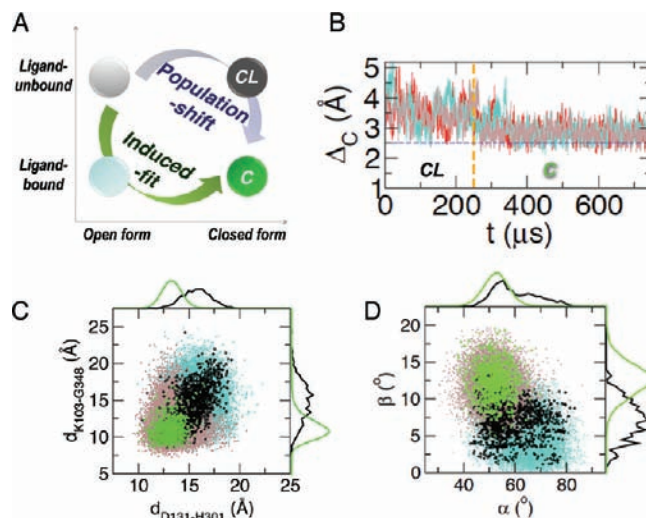 A
Ligand-
unbound
Ligand-
bound
Population
-shift
Induced
-fit
CL
C
Open form
Closed form
B
Δ_C (Å)
5
4
3
2
1
CL
C
0 200 400 600
t (μs)
C
d_K103-G348 (Å)
25
20
15
10
5
10 15 20 25
d_D131-H301 (Å)
D
β (°)
20
15
10
5
0
40 60 80
α (°)